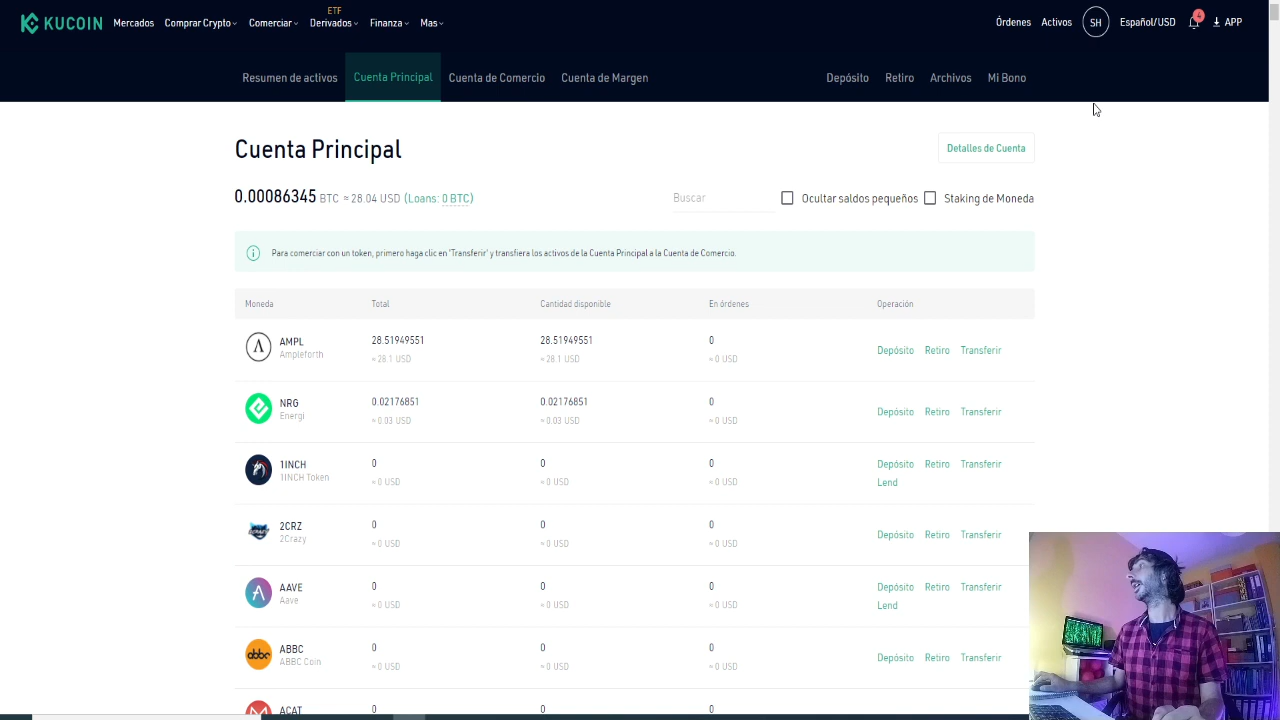 KUCOIN
Mercados
Comprar Crypto
Comerciar
ETF
Derivados
Finanza
Mas
Órdenes
Activos
SH
Español/USD
4
APP
Resumen de activos
Cuenta Principal
Cuenta de Comercio
Cuenta de Margen
Depósito
Retiro
Archivos
Mi Bono
Cuenta Principal
Detalles de Cuenta
0.00086345 BTC ≈ 28.04 USD (Loans: 0 BTC)
Buscar
Ocultar saldos pequeños
Staking de Moneda
Para comerciar con un token, primero haga clic en 'Transferir' y transfiera los activos de la Cuenta Principal a la Cuenta de Comercio.
Moneda Total Cantidad disponible En órdenes Operación
AMPL 28.51949551 28.51949551 0
Ampleforth ≈ 28.1 USD ≈ 28.1 USD ≈ 0 USD
Depósito Retiro Transferir
NRG 0.02176851 0.02176851 0
Energi ≈ 0.03 USD ≈ 0.03 USD ≈ 0 USD
Depósito Retiro Transferir
1INCH 0 0 0 Depósito Retiro Transferir
1INCH Token ≈ 0 USD ≈ 0 USD ≈ 0 USD Lend
2CRZ 0 0 0
2Crazy ≈ 0 USD ≈ 0 USD ≈ 0 USD
Depósito Retiro Transferir
AAVE 0 0 0 Depósito Retiro Transferir
Aave ≈ 0 USD ≈ 0 USD ≈ 0 USD Lend
abbc
ABBC 0 0 0
ABBC Coin ≈ 0 USD ≈ 0 USD ≈ 0 USD
Depósito Retiro Transferir
ACAT 0 0 0